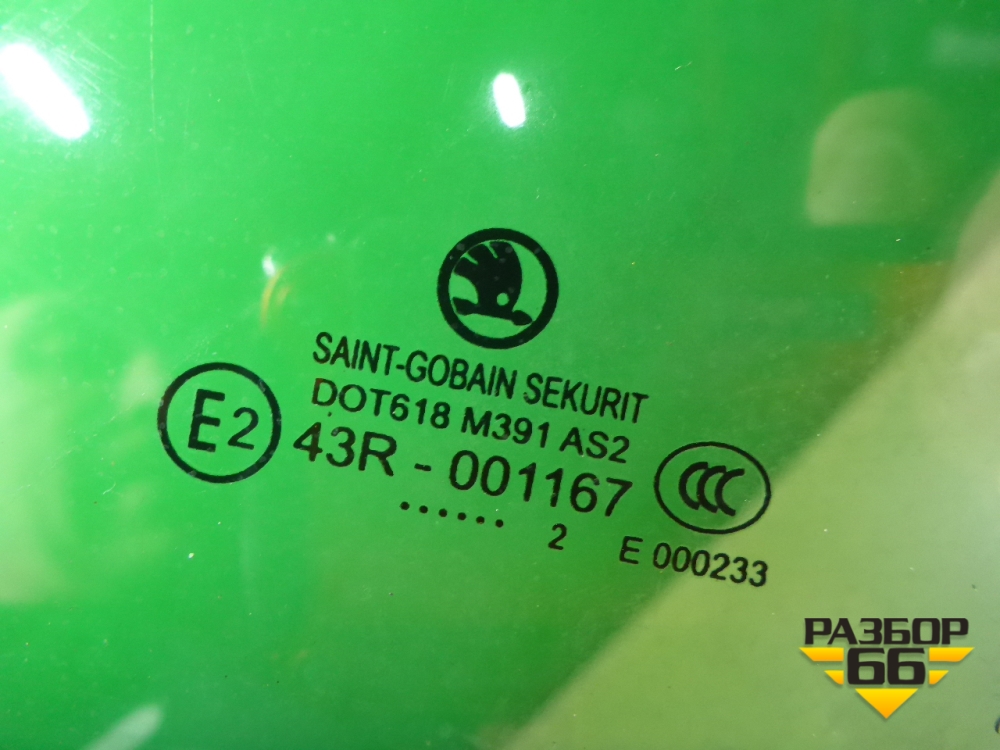 SAINT-GOBAIN SEKURIT
DOT618 M391 AS2
E2
43R - 001167
CCC
...... 2
E 000233
РАЗБОР
66